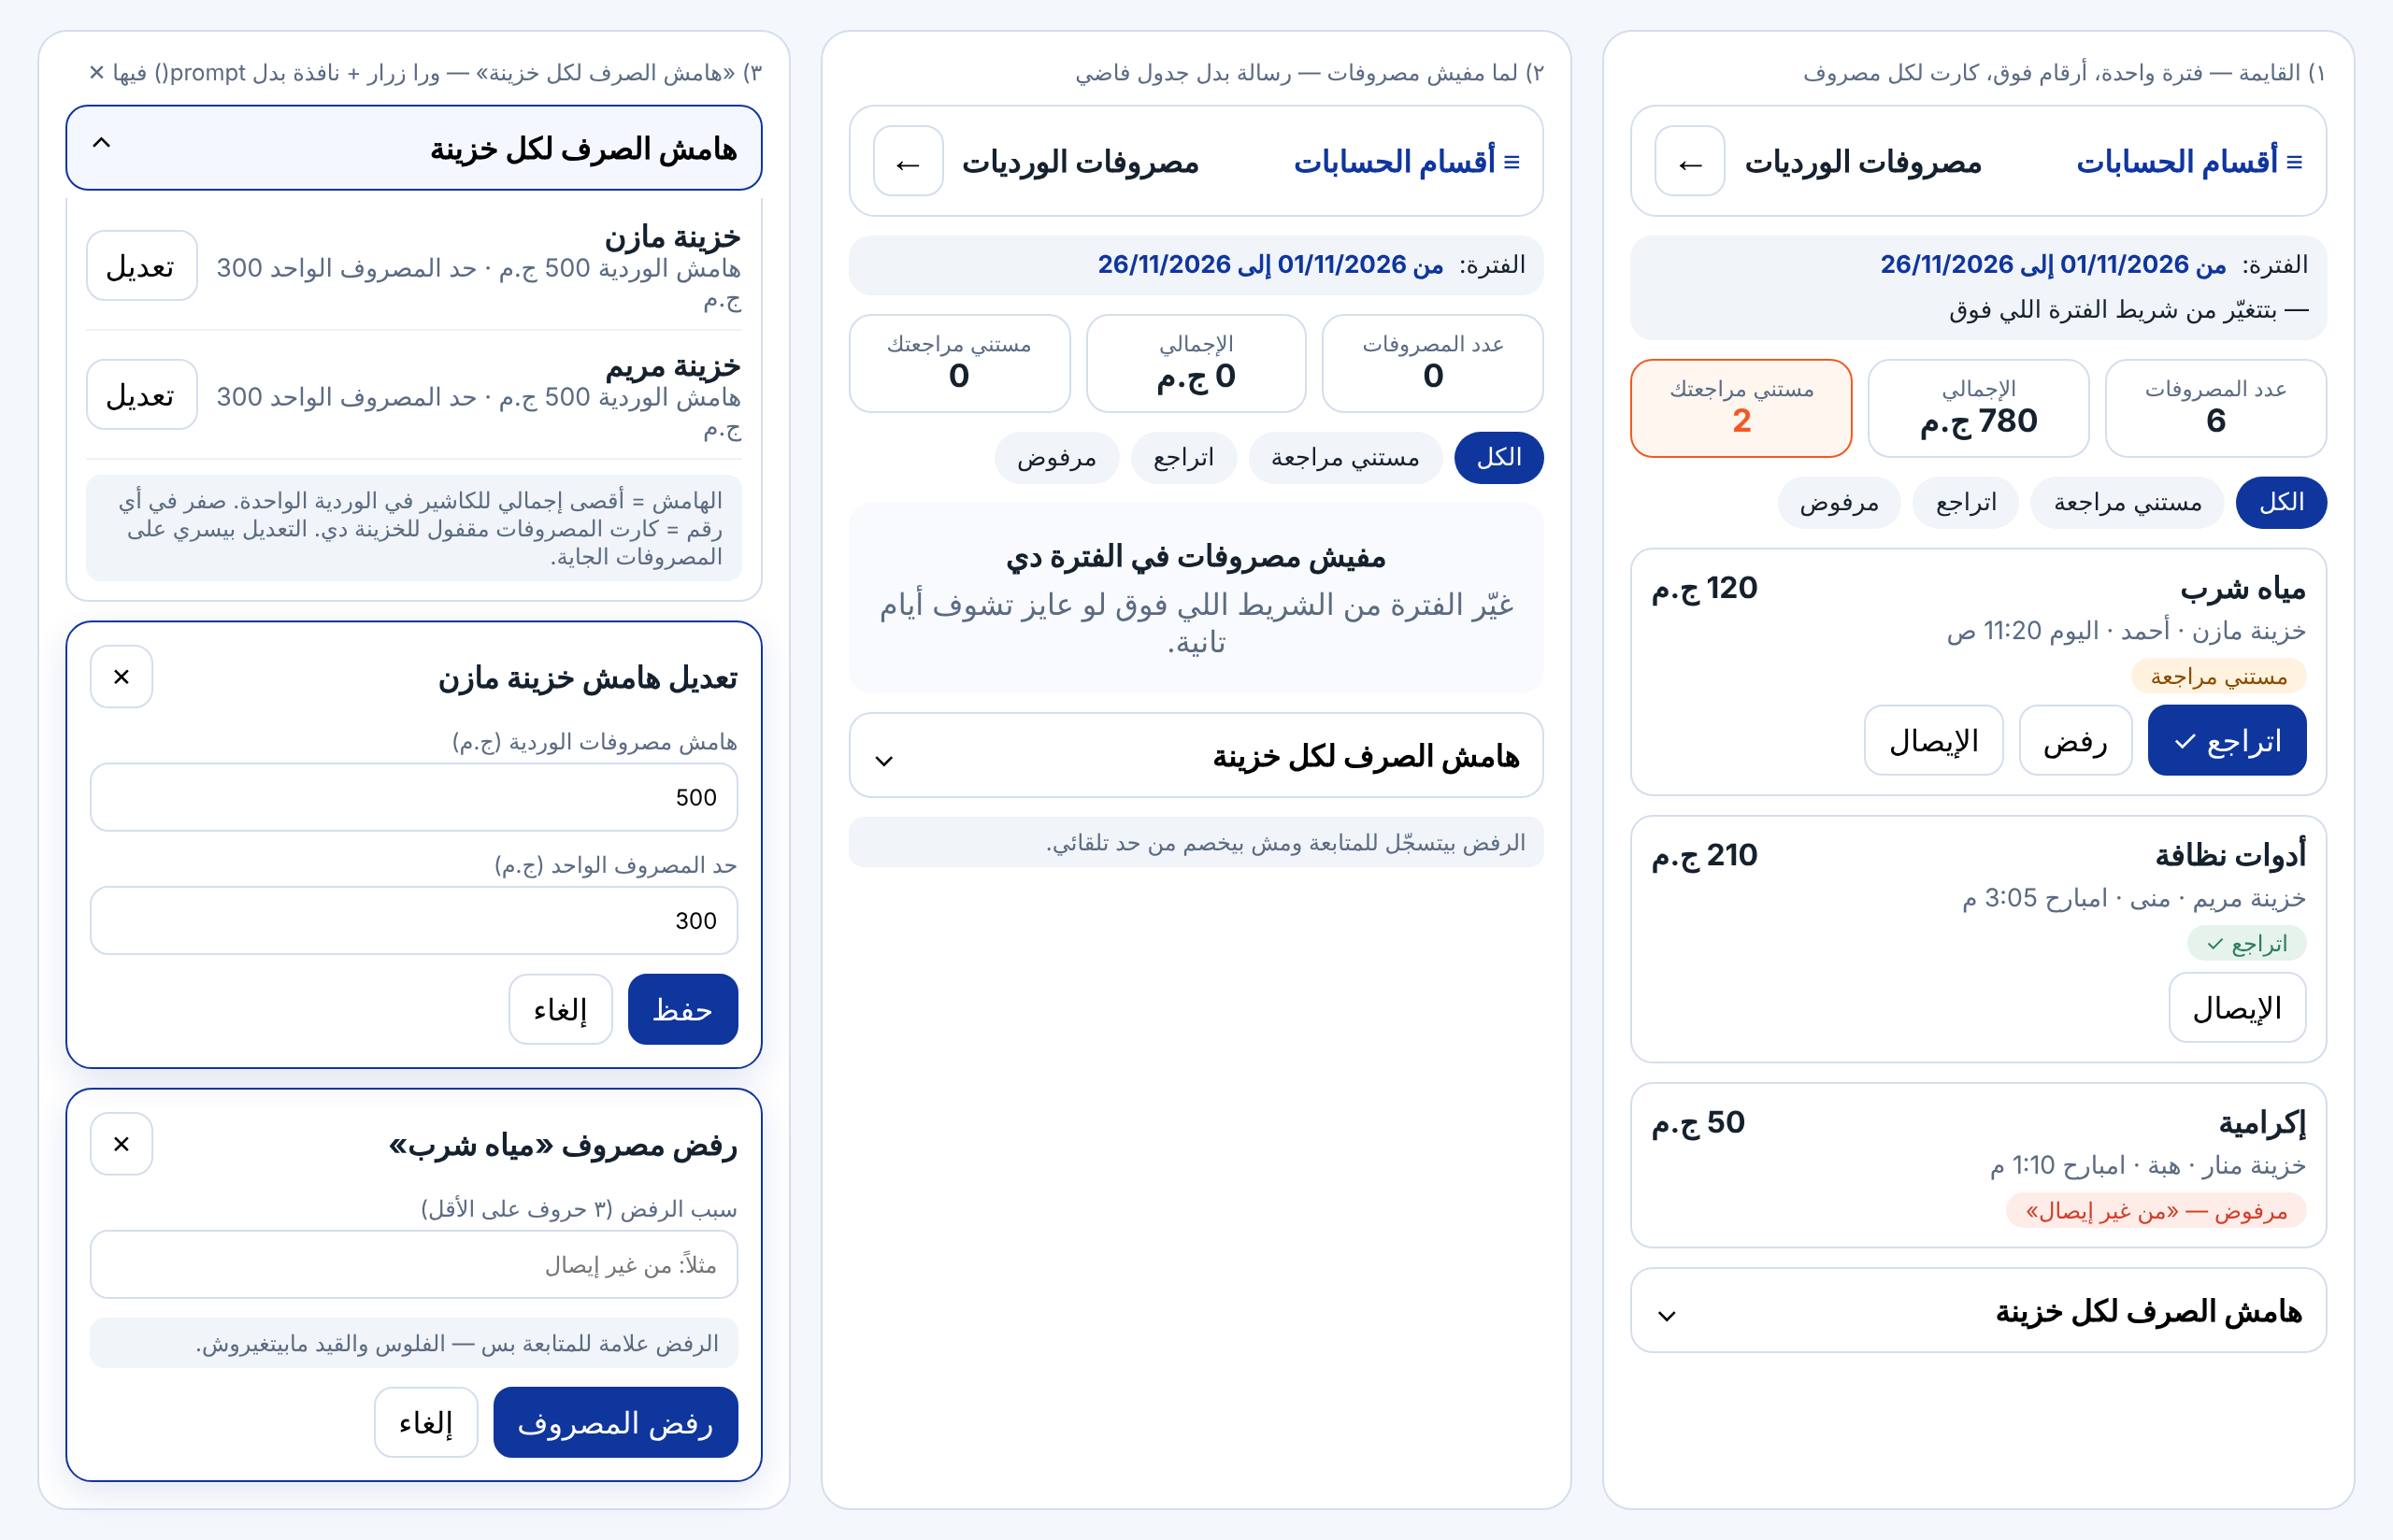 ١) القايمة — فترة واحدة، أرقام فوق، كارت لكل مصروف
≡ أقسام الحسابات
مصروفات الورديات
←
الفترة: من 01/11/2026 إلى 26/11/2026
— بتتغيّر من شريط الفترة اللي فوق
عدد المصروفات
6
الإجمالي
780 ج.م
مستني مراجعتك
2
الكل
مستني مراجعة
اتراجع
مرفوض
مياه شرب
120 ج.م
خزينة مازن · أحمد · اليوم 11:20 ص
مستني مراجعة
اتراجع ✓
رفض
الإيصال
أدوات نظافة
210 ج.م
خزينة مريم · منى · امبارح 3:05 م
اتراجع ✓
الإيصال
إكرامية
50 ج.م
خزينة منار · هبة · امبارح 1:10 م
مرفوض — «من غير إيصال»
هامش الصرف لكل خزينة
٢) لما مفيش مصروفات — رسالة بدل جدول فاضي
≡ أقسام الحسابات
مصروفات الورديات
←
الفترة: من 01/11/2026 إلى 26/11/2026
عدد المصروفات
0
الإجمالي
0 ج.م
مستني مراجعتك
0
الكل
مستني مراجعة
اتراجع
مرفوض
مفيش مصروفات في الفترة دي
غيّر الفترة من الشريط اللي فوق لو عايز تشوف أيام
تانية.
هامش الصرف لكل خزينة
الرفض بيتسجّل للمتابعة ومش بيخصم من حد تلقائي.
٣) «هامش الصرف لكل خزينة» — ورا زرار + نافذة بدل prompt() فيها ✕
هامش الصرف لكل خزينة
خزينة مازن
هامش الوردية 500 ج.م · حد المصروف الواحد 300
ج.م
تعديل
خزينة مريم
هامش الوردية 500 ج.م · حد المصروف الواحد 300
ج.م
تعديل
الهامش = أقصى إجمالي للكاشير في الوردية الواحدة. صفر في أي
رقم = كارت المصروفات مقفول للخزينة دي. التعديل بيسري على
المصروفات الجاية.
تعديل هامش خزينة مازن
✕
هامش مصروفات الوردية (ج.م)
500
حد المصروف الواحد (ج.م)
300
حفظ
إلغاء
رفض مصروف «مياه شرب»
✕
سبب الرفض (٣ حروف على الأقل)
مثلاً: من غير إيصال
الرفض علامة للمتابعة بس — الفلوس والقيد مابيتغيروش.
رفض المصروف
إلغاء